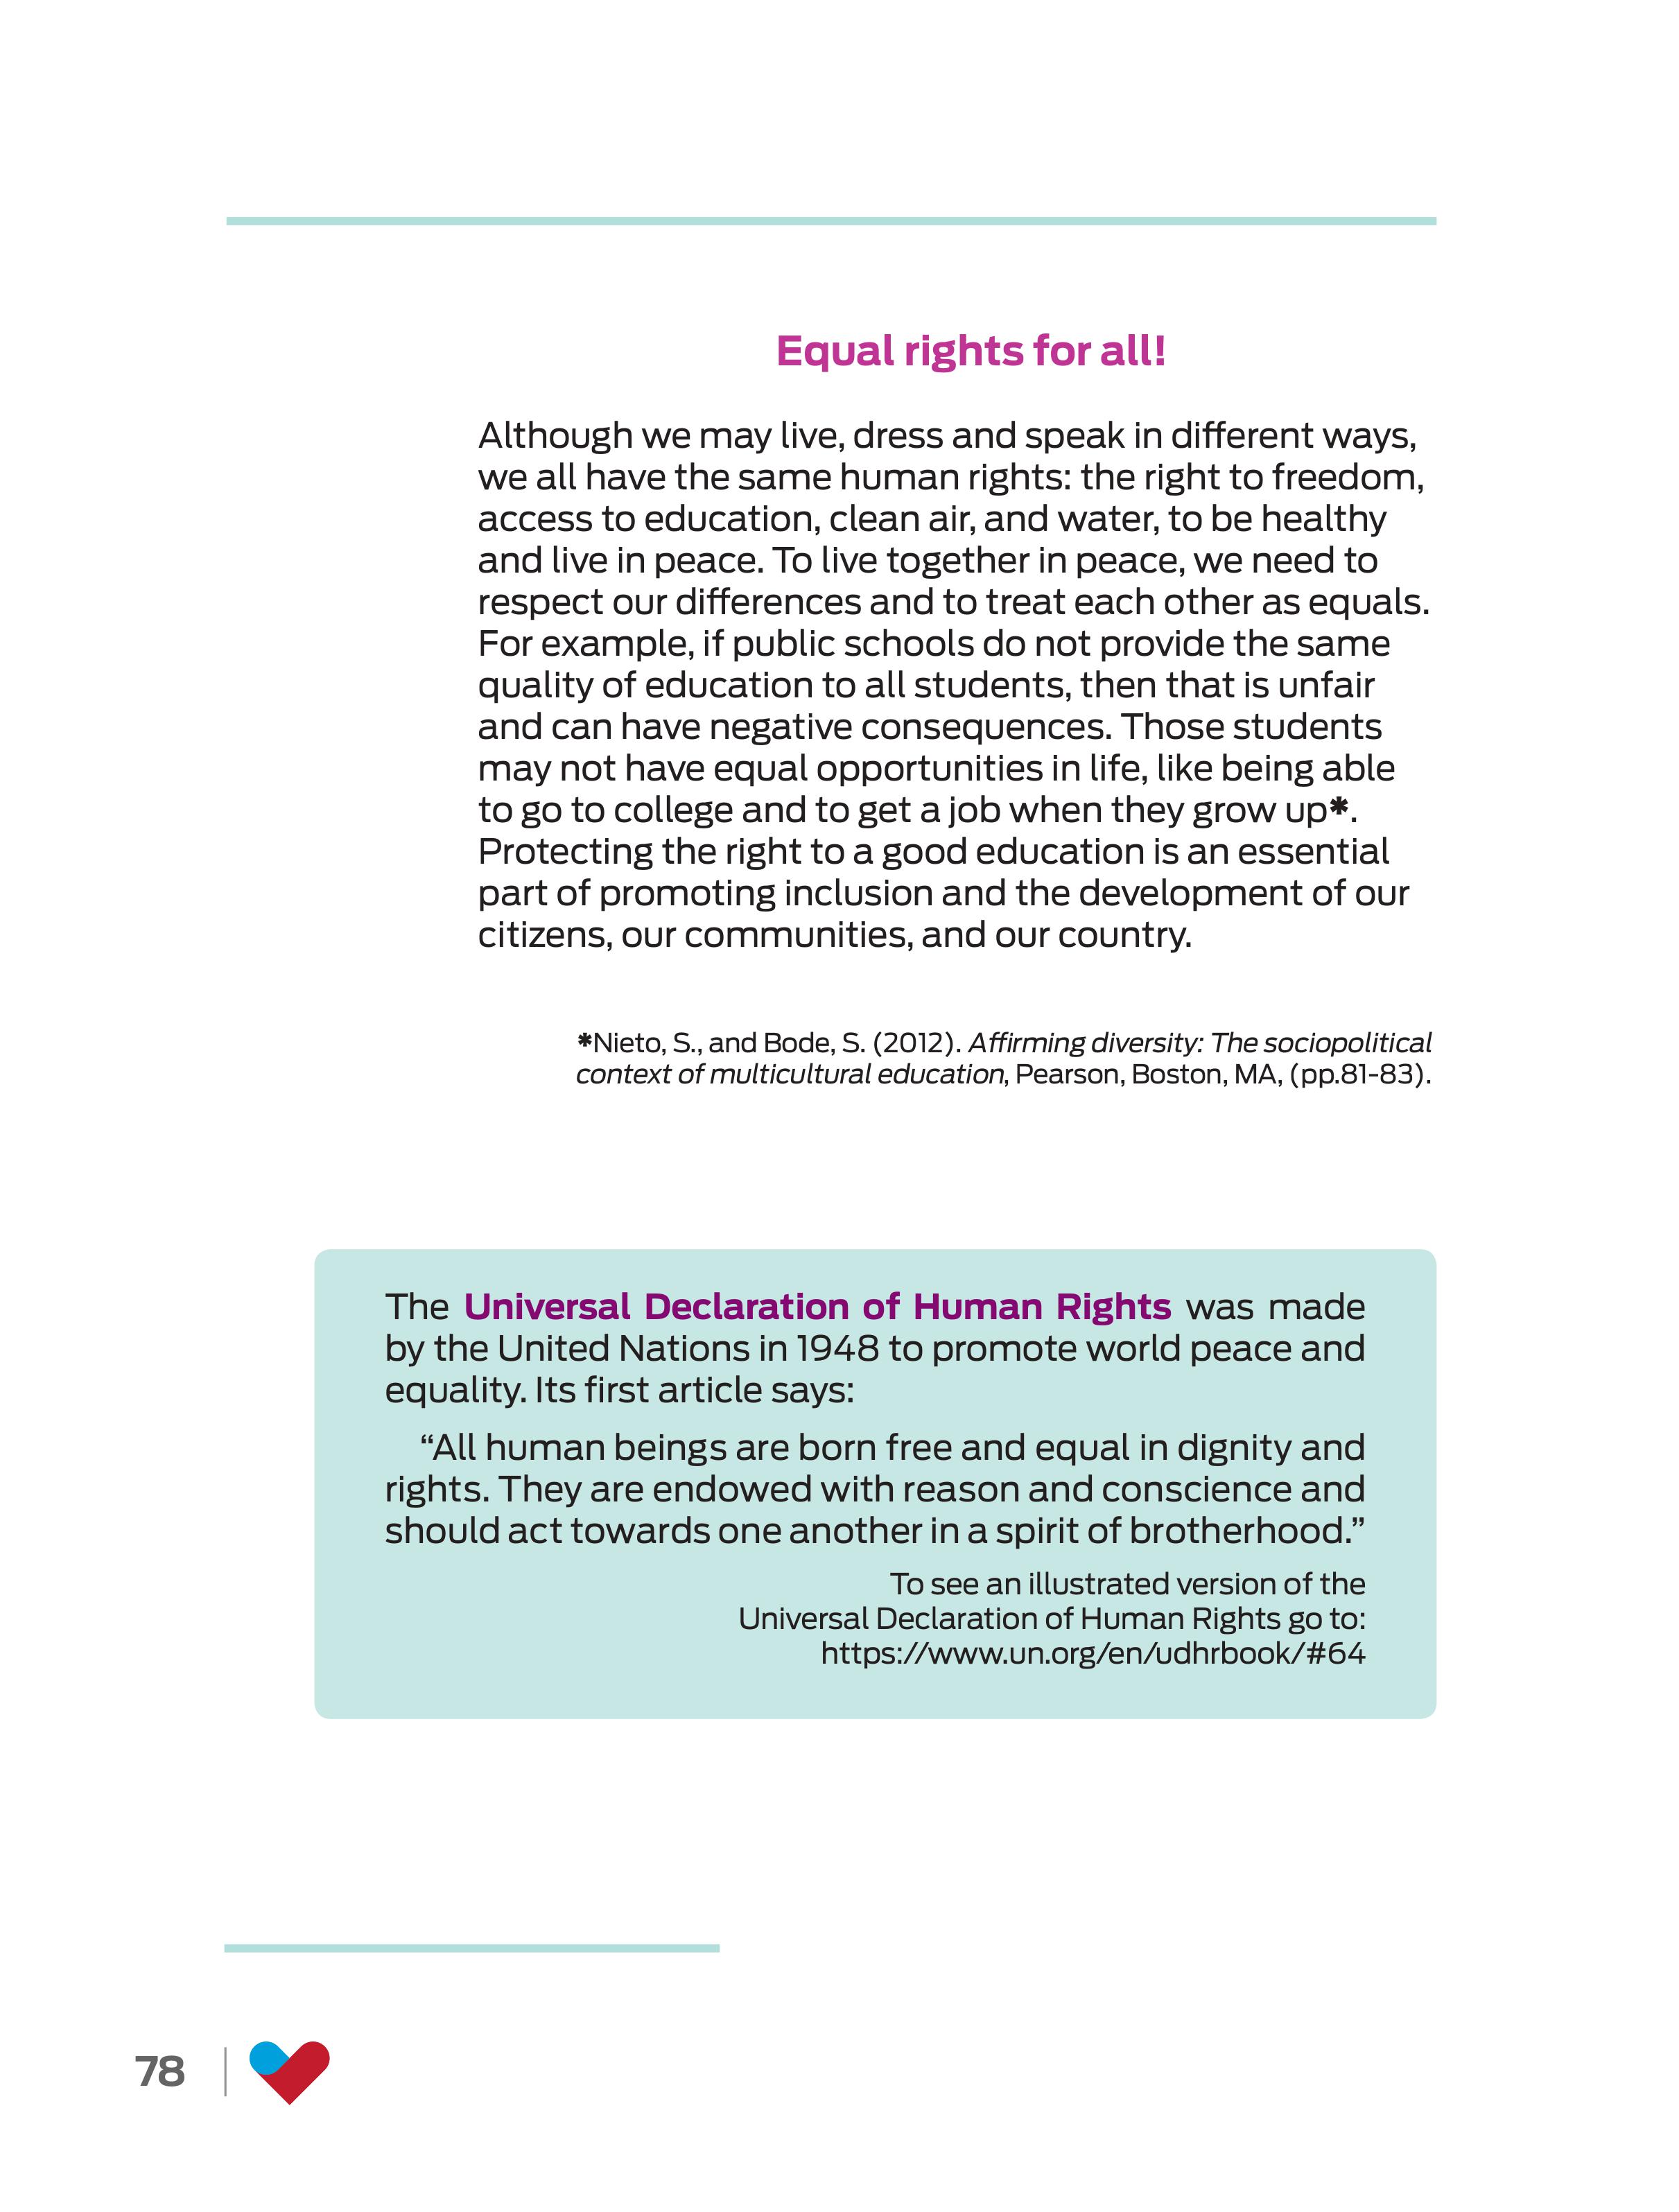 Equal rights for all!
Although we may live, dress and speak in different ways,
we all have the same human rights: the right to freedom,
access to education, clean air, and water, to be healthy
and live in peace. To live together in peace, we need to
respect our differences and to treat each other as equals.
For example, if public schools do not provide the same
quality of education to all students, then that is unfair
and can have negative consequences. Those students
may not have equal opportunities in life, like being able
to go to college and to get a job when they grow up*.
Protecting the right to a good education is an essential
part of promoting inclusion and the development of our
citizens, our communities, and our country.
*Nieto, S., and Bode, S. (2012). Affirming diversity: The sociopolitical
context of multicultural education, Pearson, Boston, MA, (pp.81-83).
The Universal Declaration of Human Rights was made
by the United Nations in 1948 to promote world peace and
equality. Its first article says:
“All human beings are born free and equal in dignity and
rights. They are endowed with reason and conscience and
should act towards one another in a spirit of brotherhood.”
To see an illustrated version of the
Universal Declaration of Human Rights go to:
https://www.un.org/en/udhrbook/#64
78